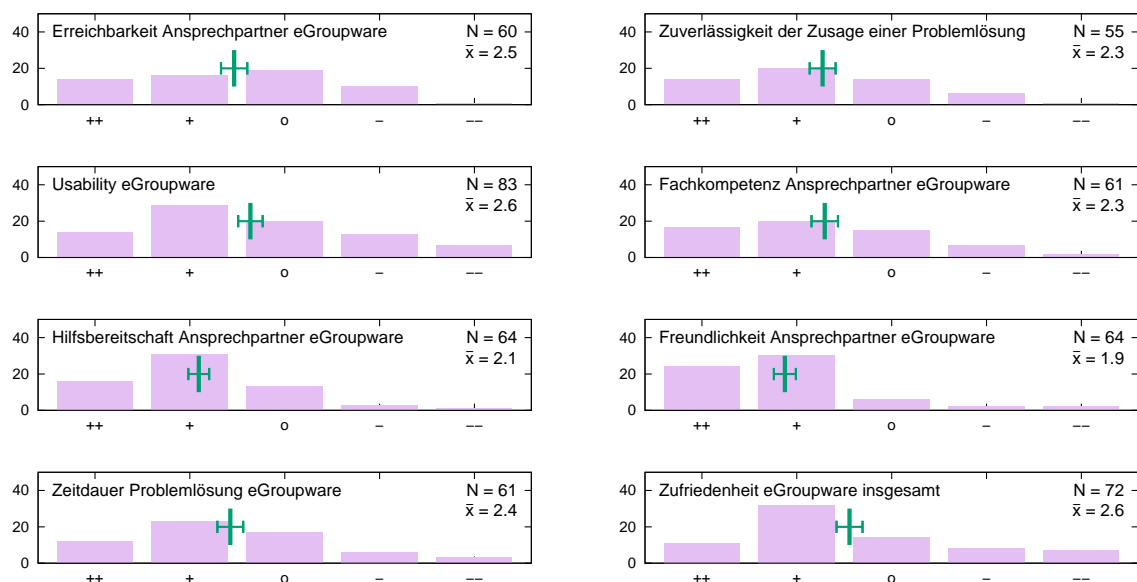 Erreichbarkeit Ansprechpartner eGroupware
N = 60
x̄ = 2.5
0
20
40
++ + o − −−
Zuverlässigkeit der Zusage einer Problemlösung
N = 55
x̄ = 2.3
0
20
40
++ + o − −−
Usability eGroupware
N = 83
x̄ = 2.6
0
20
40
++ + o − −−
Fachkompetenz Ansprechpartner eGroupware
N = 61
x̄ = 2.3
0
20
40
++ + o − −−
Hilfsbereitschaft Ansprechpartner eGroupware
N = 64
x̄ = 2.1
0
20
40
++ + o − −−
Freundlichkeit Ansprechpartner eGroupware
N = 64
x̄ = 1.9
0
20
40
++ + o − −−
Zeitdauer Problemlösung eGroupware
N = 61
x̄ = 2.4
0
20
40
++ + o − −−
Zufriedenheit eGroupware insgesamt
N = 72
x̄ = 2.6
0
20
40
++ + o − −−